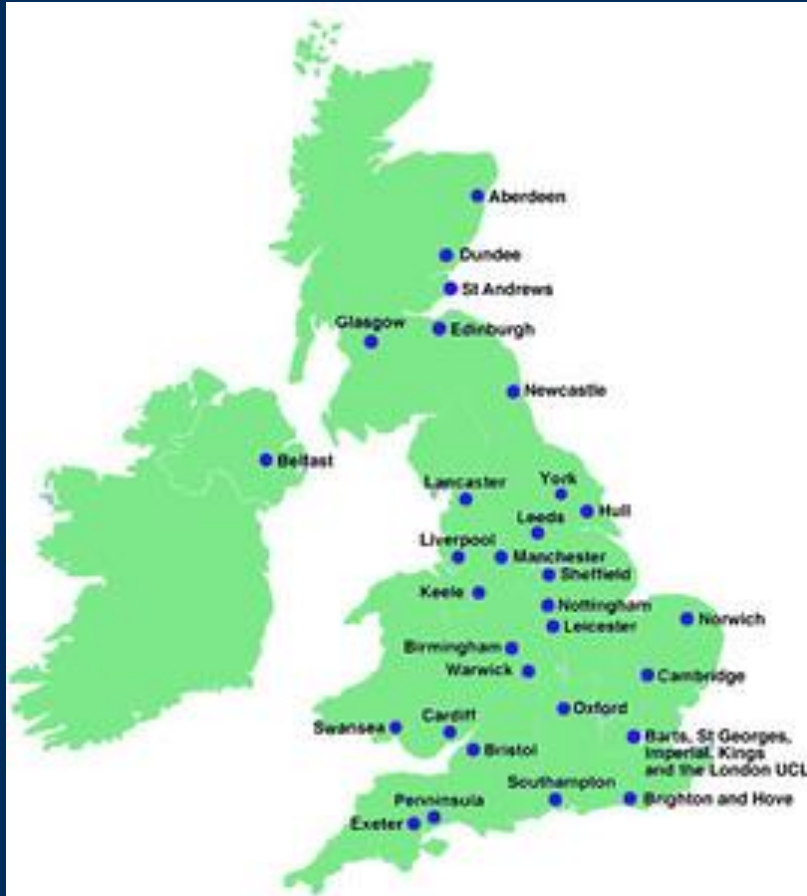 Aberdeen
Dundee
St Andrews
Glasgow
Edinburgh
Newcastle
Belfast
Lancaster
York
Hull
Leeds
Liverpool
Manchester
Sheffield
Keele
Nottingham
Norwich
Leicester
Birmingham
Warwick
Cambridge
Oxford
Swansea
Cardiff
Bristol
Barts, St Georges,
Imperial, Kings
and the London UCL
Southampton
Brighton and Hove
Penninsula
Exeter